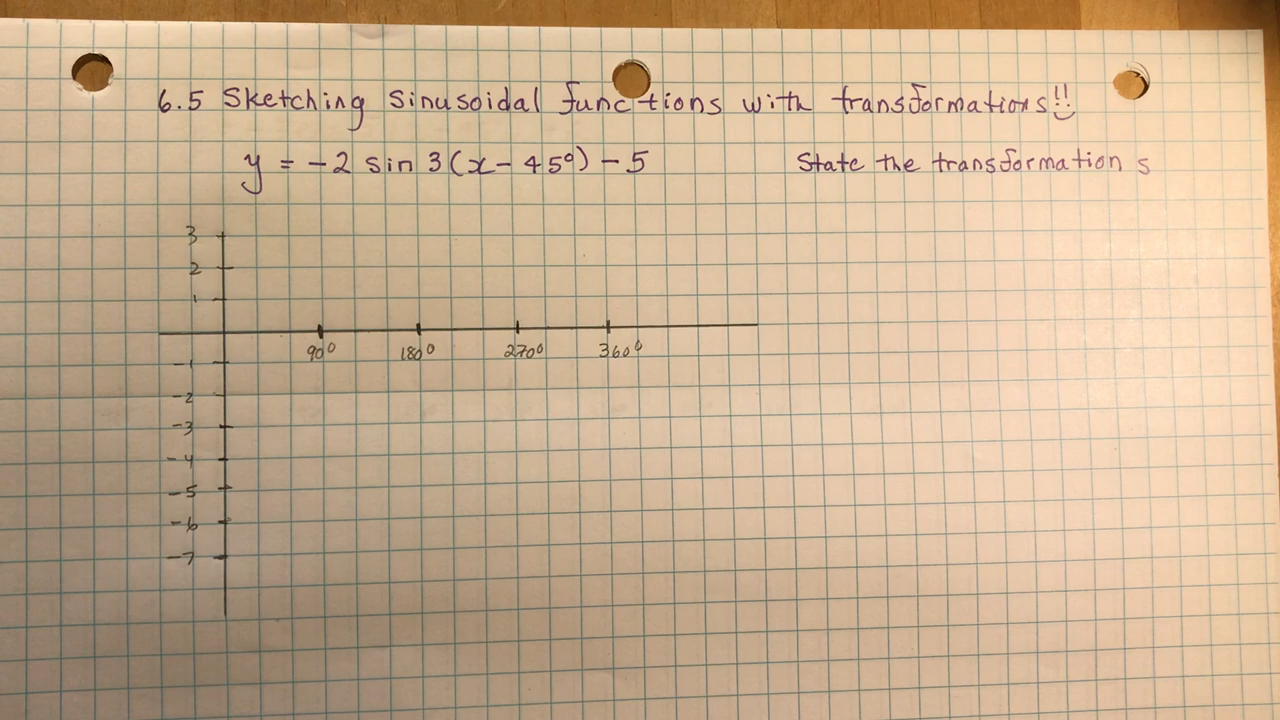 6.5 Sketching Sinusoidal functions with transformations!!
y = -2 sin 3(x - 45°) - 5
State the transformations
3
2
1
90° 180° 270° 360°
-1
-2
-3
-4
-5
-6
-7